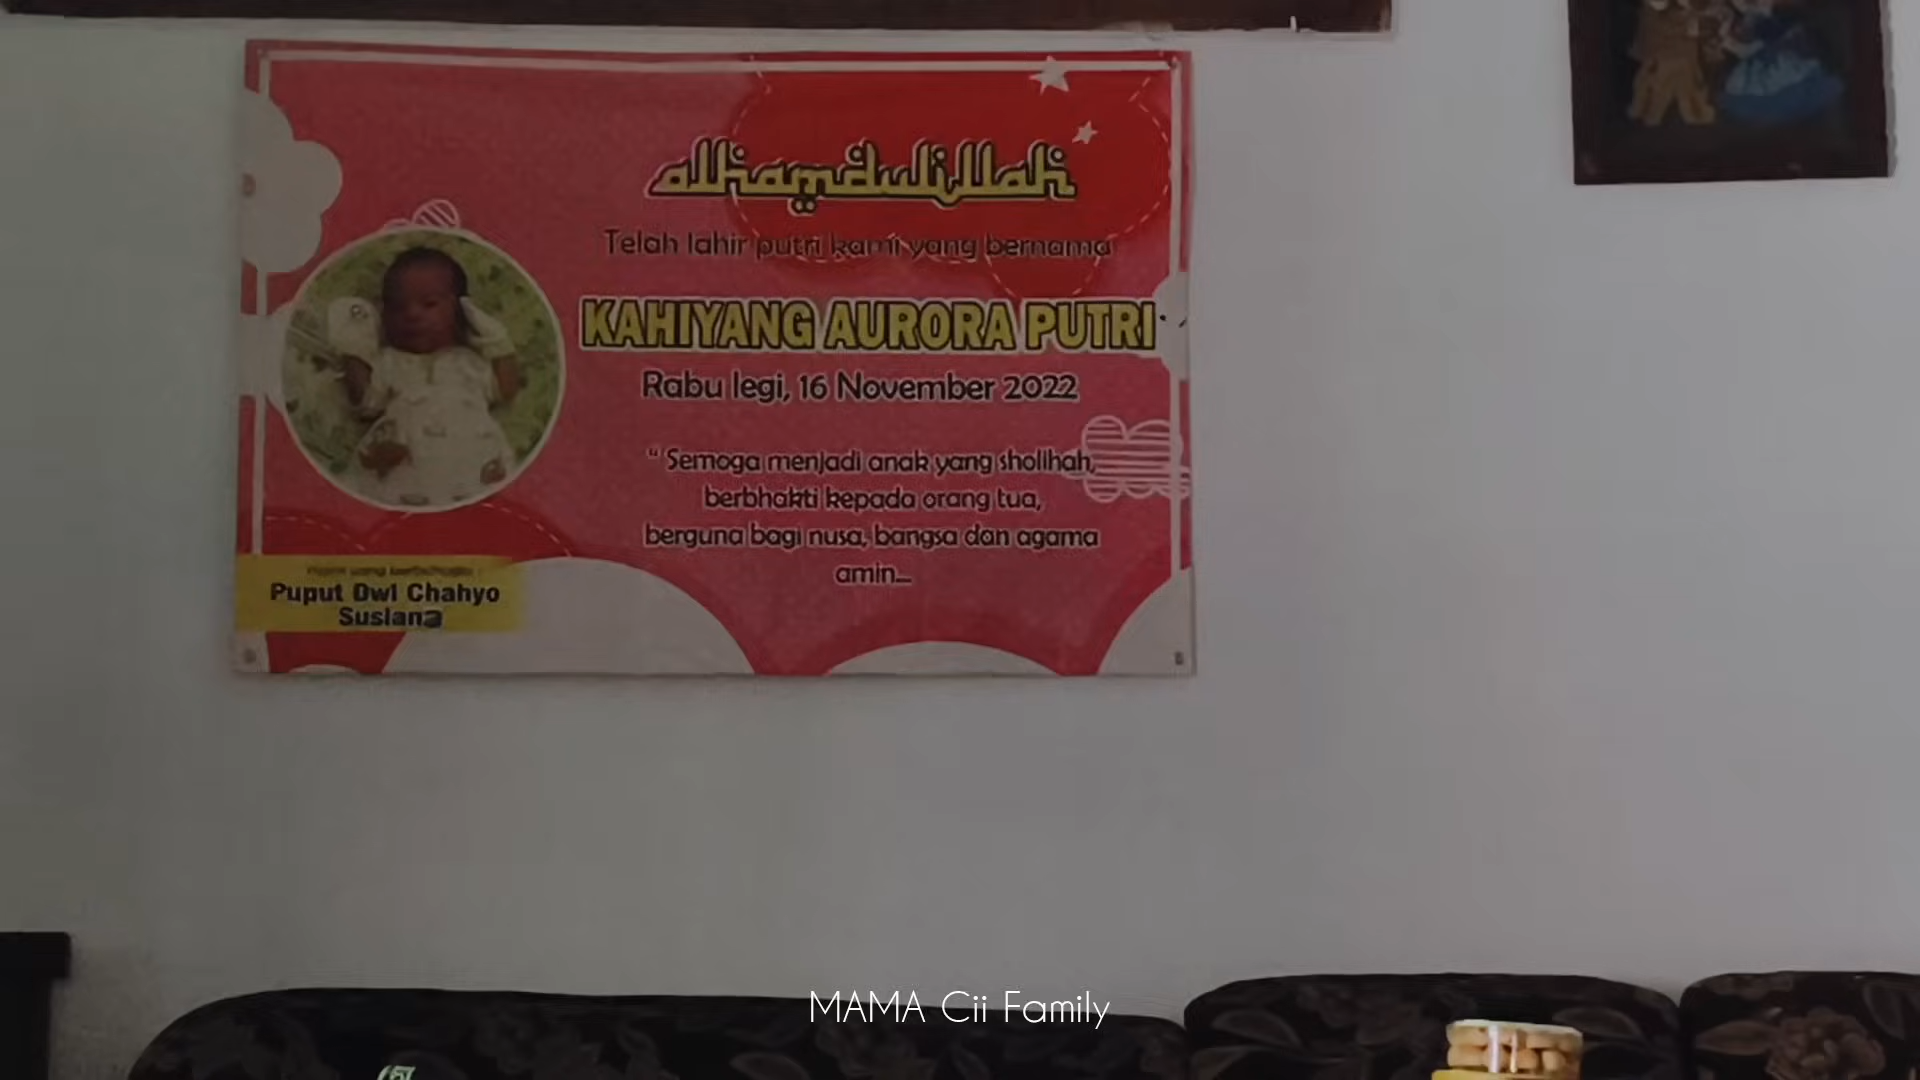 alhamdulillah
Telah lahir putri kami yang bernama
KAHIYANG AURORA PUTRI
Rabu legi, 16 November 2022
" Semoga menjadi anak yang sholihah,
berbhakti kepada orang tua,
berguna bagi nusa, bangsa dan agama
amin...
Puput Dwi Chahyo
Susiana
MAMA Cii Family